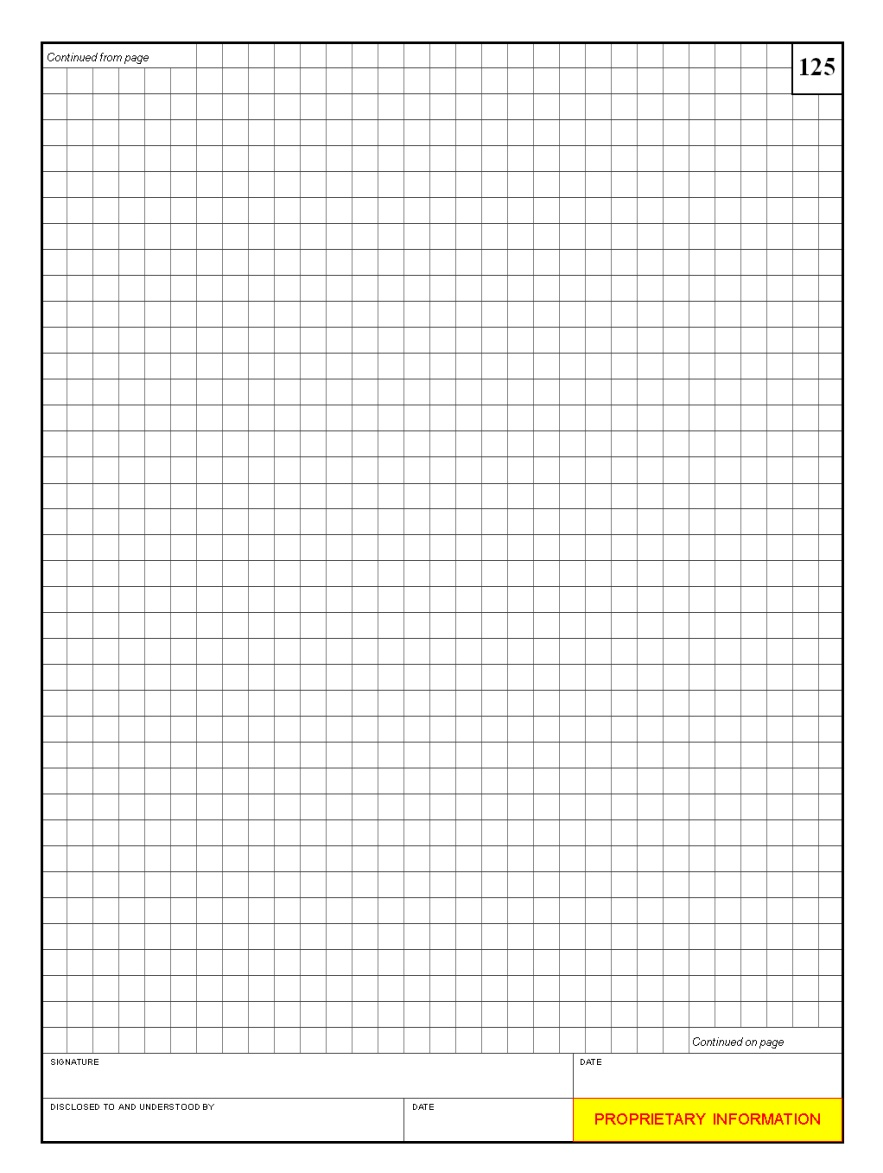 Continued from page
125
Continued on page
SIGNATURE
DATE
DISCLOSED TO AND UNDERSTOOD BY
DATE
PROPRIETARY INFORMATION